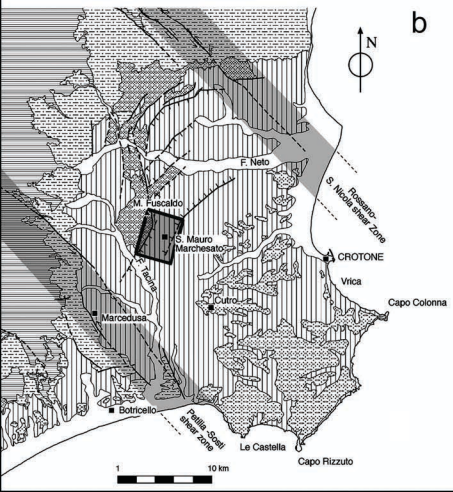 b
N
F. Neto
Rossano-
S. Nicola shear Zone
M. Fuscaldo
S. Mauro
Marchesato
F. Tacina
CROTONE
Vrica
Capo Colonna
Cutro
Marcedusa
Botricello
Petilia -Sosti
shear zone
Le Castella
Capo Rizzuto
1
10 km